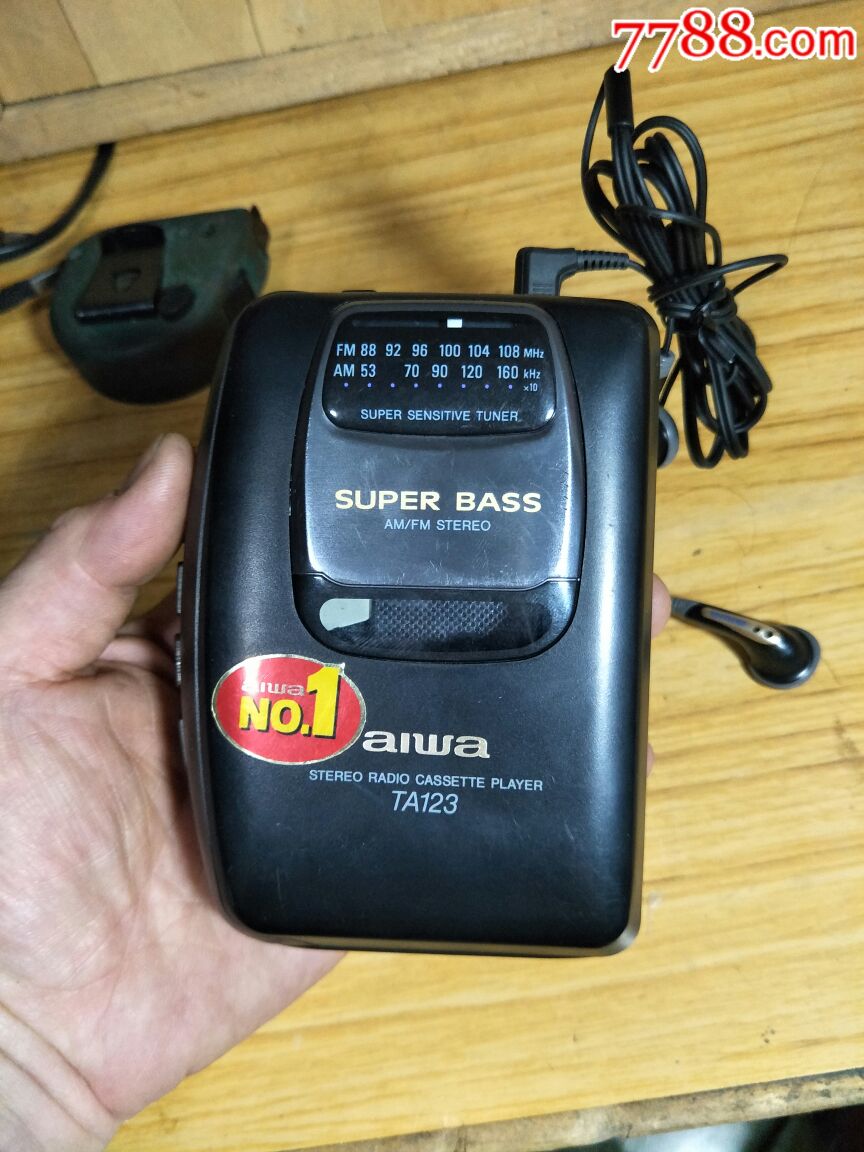 7788.com
FM 88 92 96 100 104 108 MHz
AM 53 70 90 120 160 kHz
×10
SUPER SENSITIVE TUNER
SUPER BASS
AM/FM STEREO
aiwa
NO.1
aiwa
STEREO RADIO CASSETTE PLAYER
TA123